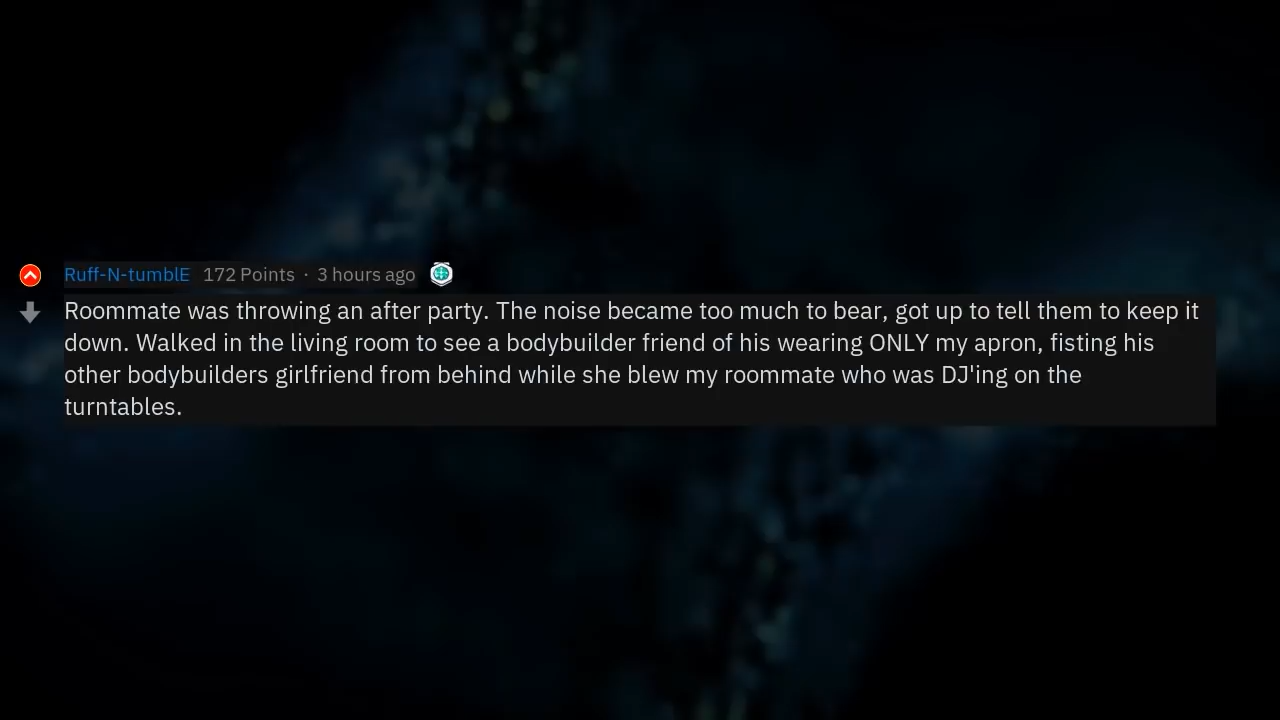 Ruff-N-tumblE 172 Points · 3 hours ago
Roommate was throwing an after party. The noise became too much to bear, got up to tell them to keep it
down. Walked in the living room to see a bodybuilder friend of his wearing ONLY my apron, fisting his
other bodybuilders girlfriend from behind while she blew my roommate who was DJ'ing on the
turntables.